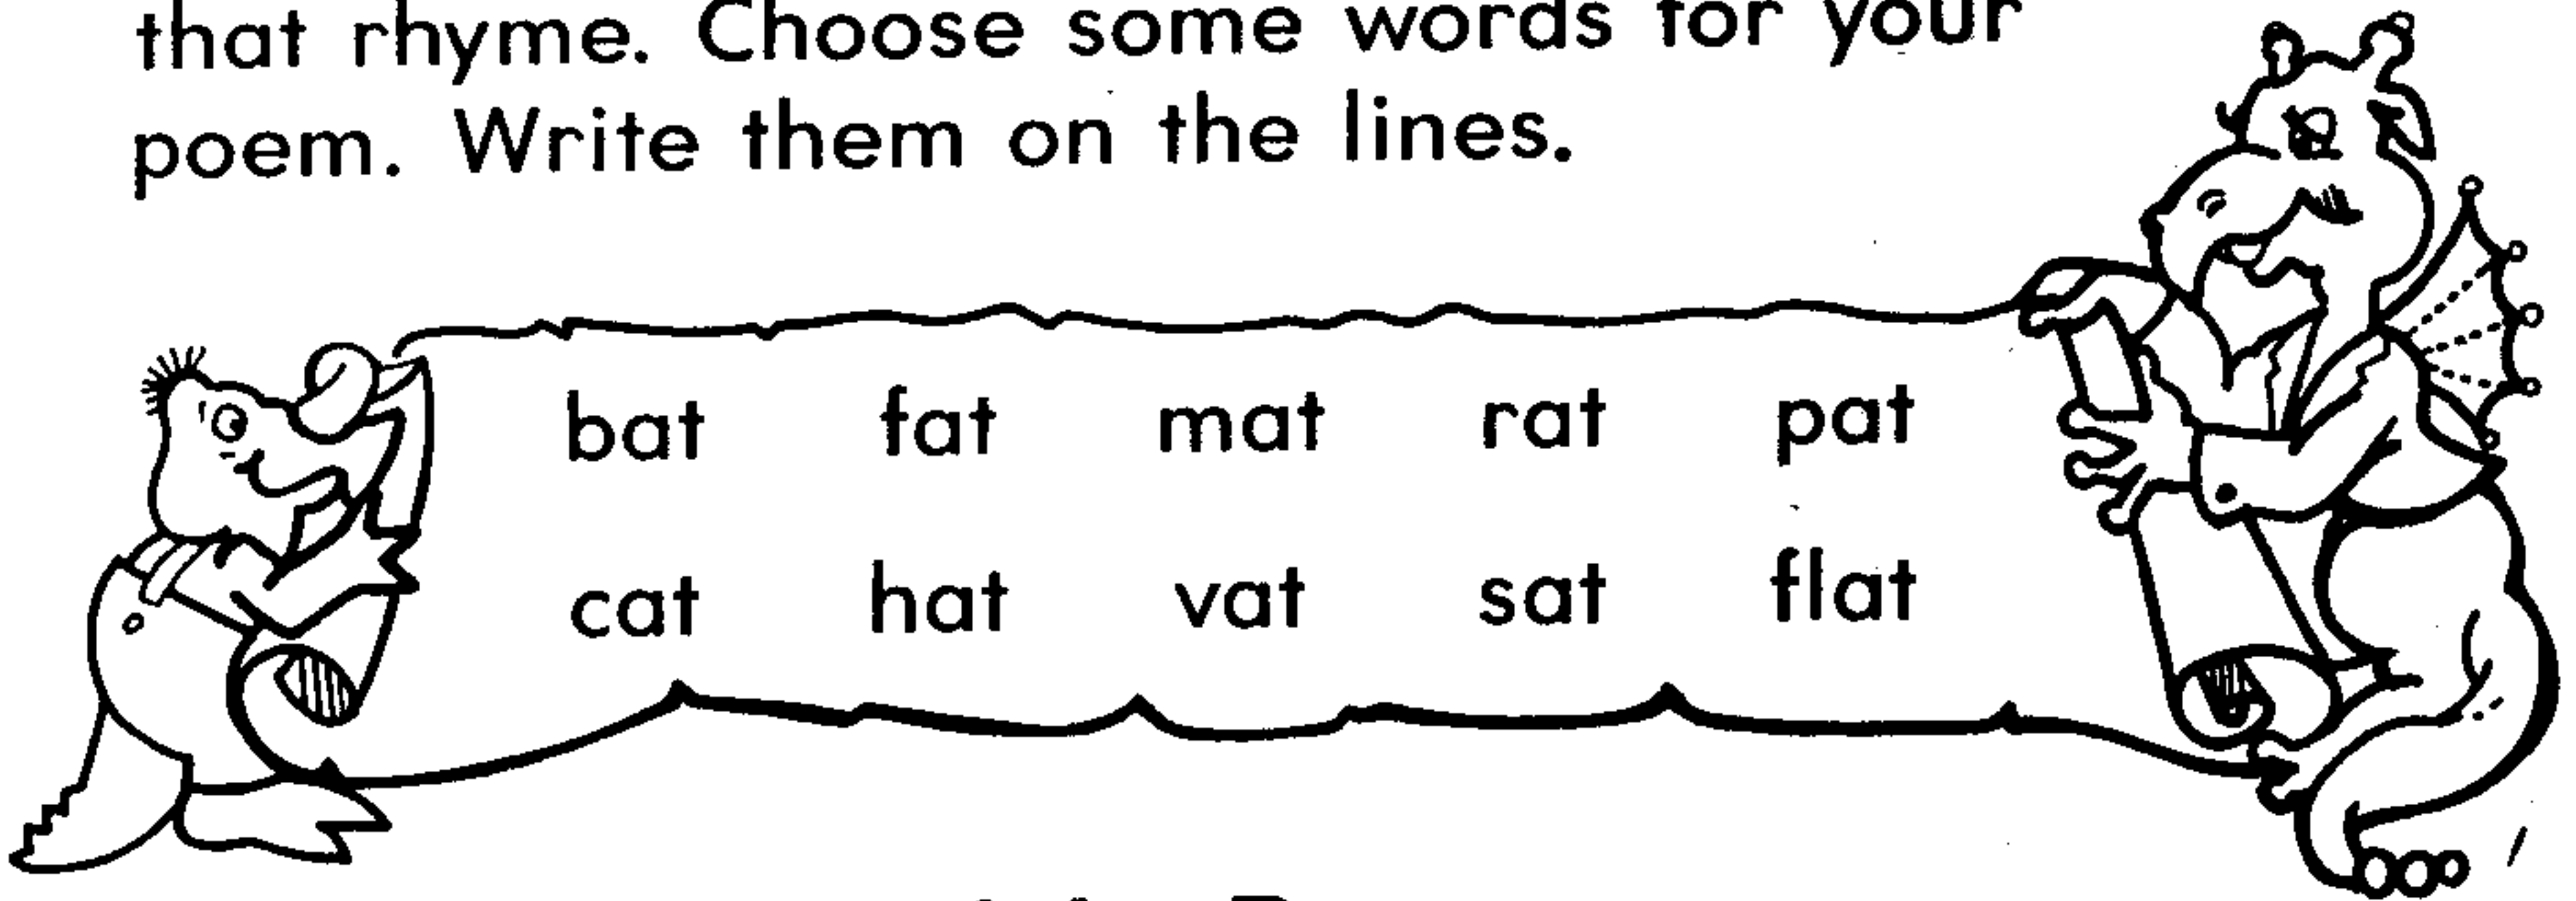 that rhyme. Choose some words for your
poem. Write them on the lines.
bat fat mat rat pat
cat hat vat sat flat